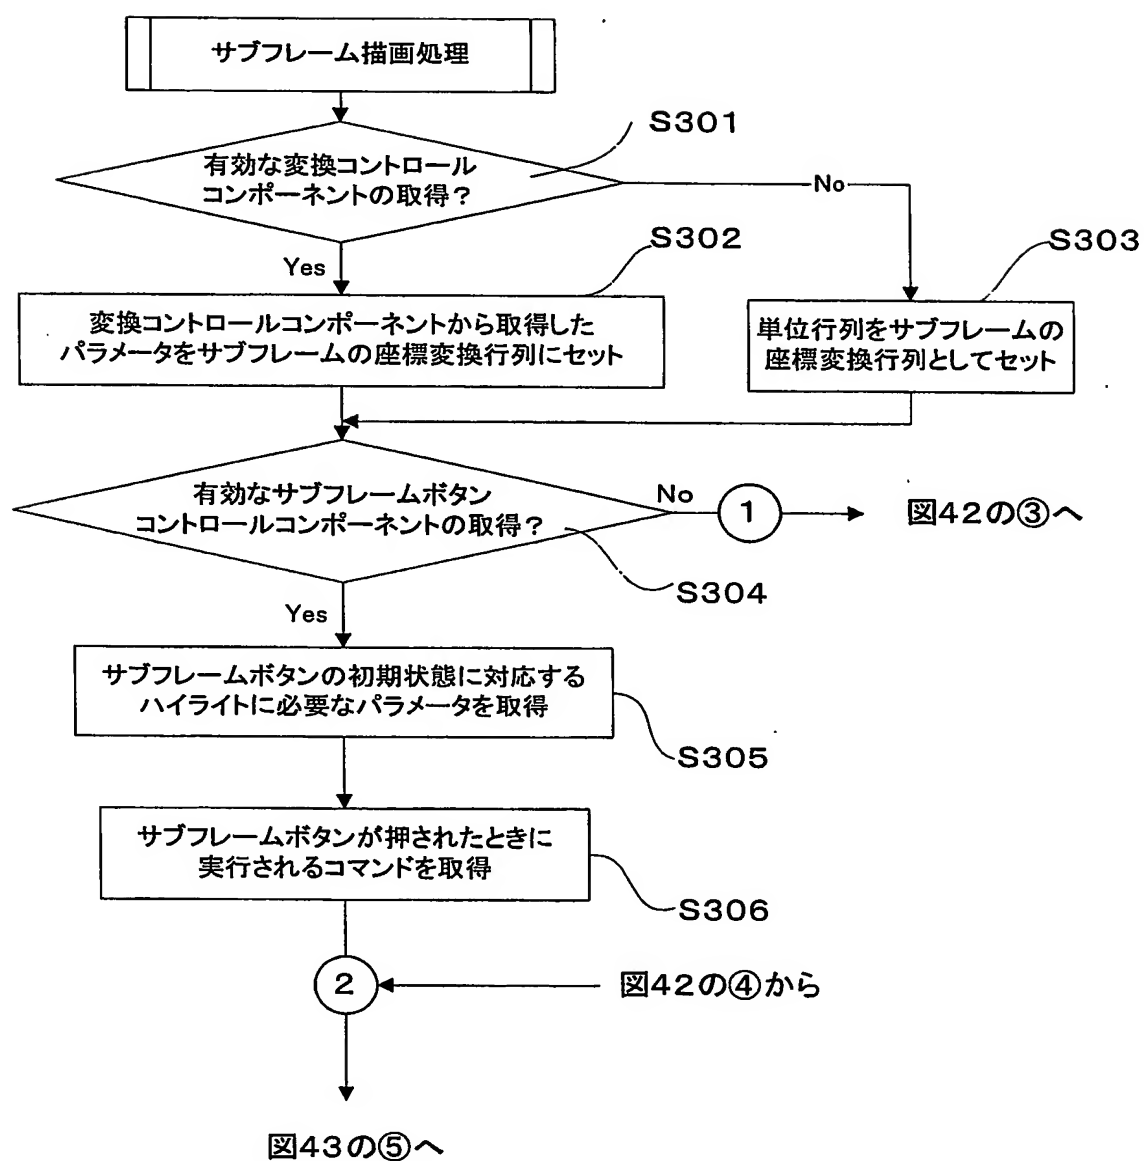 サブフレーム描画処理
S301
有効な変換コントロール
コンポーネントの取得?
No
S302
S303
Yes
変換コントロールコンポーネントから取得した
パラメータをサブフレームの座標変換行列にセット
単位行列をサブフレームの
座標変換行列としてセット
有効なサブフレームボタン
コントロールコンポーネントの取得?
No
1
図42の③へ
S304
Yes
サブフレームボタンの初期状態に対応する
ハイライトに必要なパラメータを取得
S305
サブフレームボタンが押されたときに
実行されるコマンドを取得
S306
2
図42の④から
図43の⑤へ